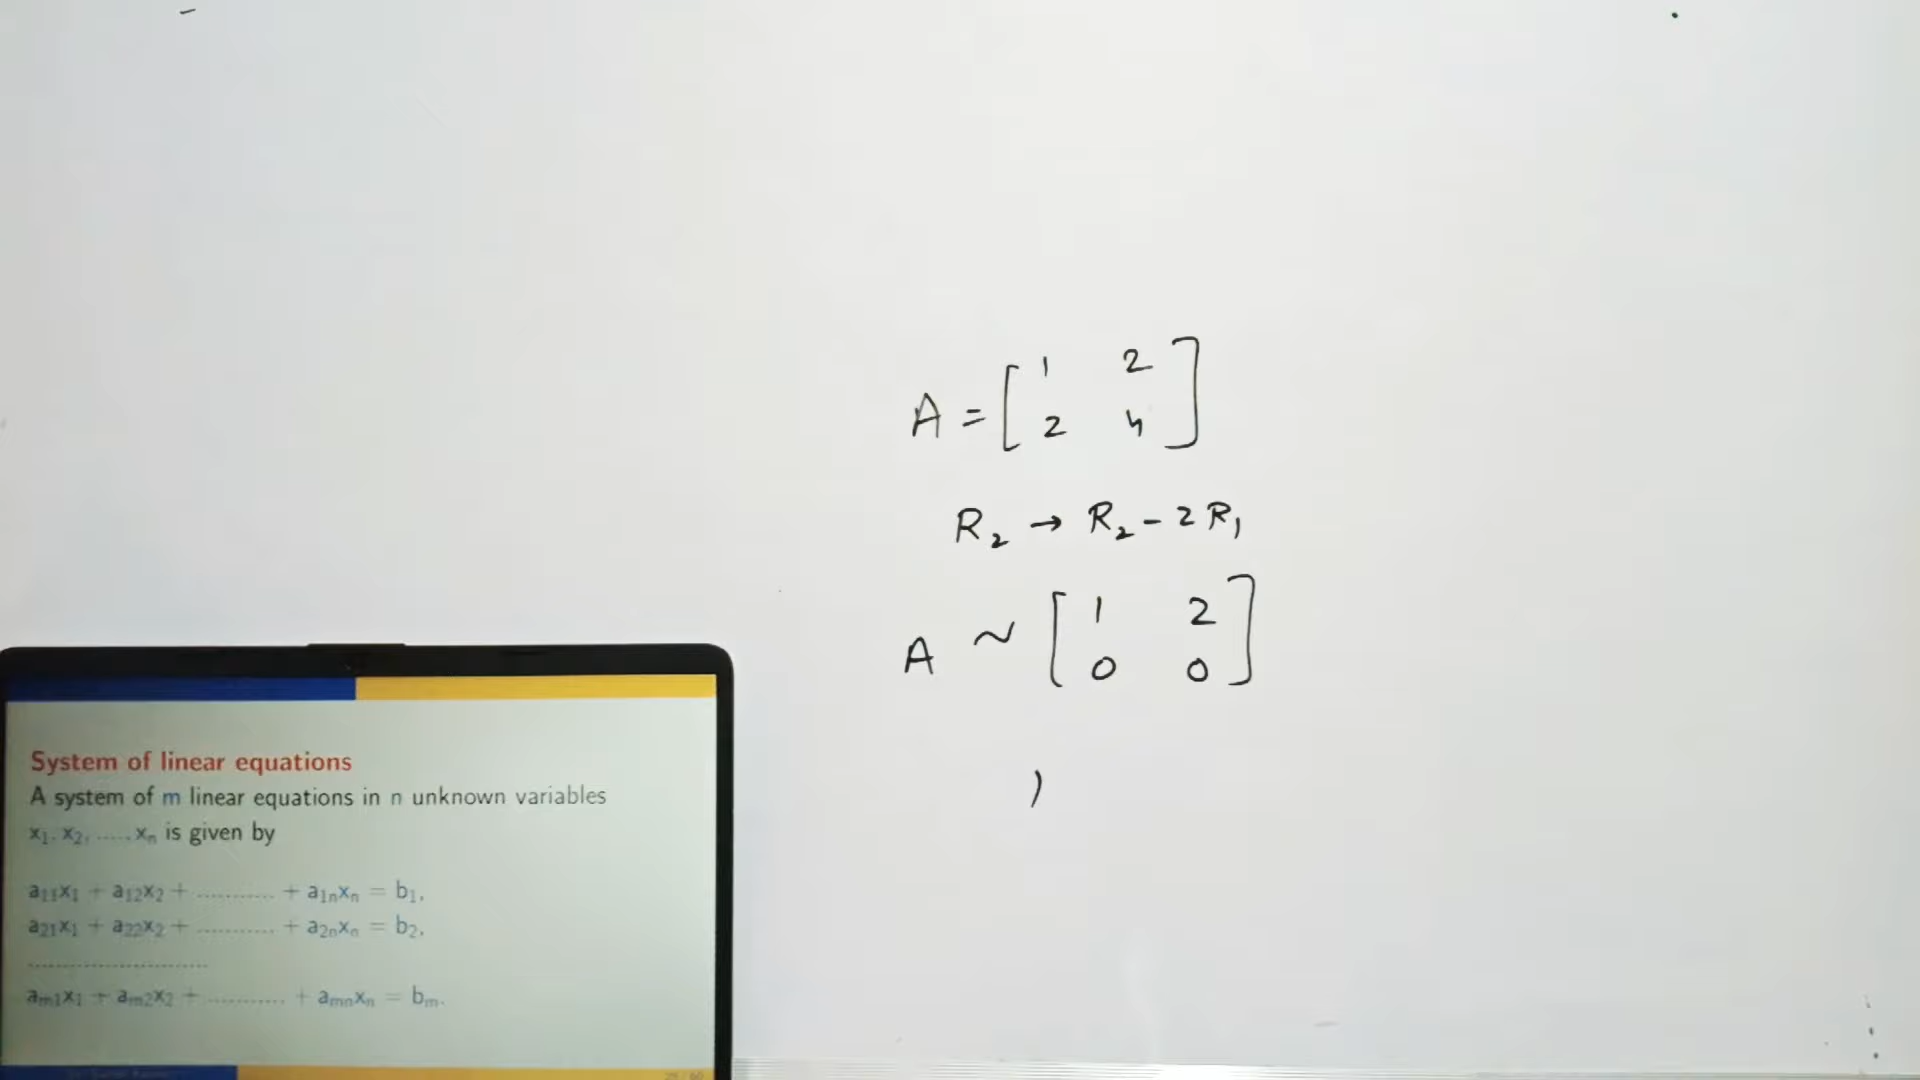 A = [ 1 2
2 4 ]
R₂ → R₂ - 2R₁
A ~ [ 1 2
0 0 ]
)
System of linear equations
A system of m linear equations in n unknown variables
x₁, x₂, ....., xₙ is given by
a₁₁x₁ + a₁₂x₂ + ........... + a₁ₙxₙ = b₁,
a₂₁x₁ + a₂₂x₂ + ........... + a₂ₙxₙ = b₂,
..........................
aₘ₁x₁ + aₘ₂x₂ + ........... + aₘₙxₙ = bₘ.